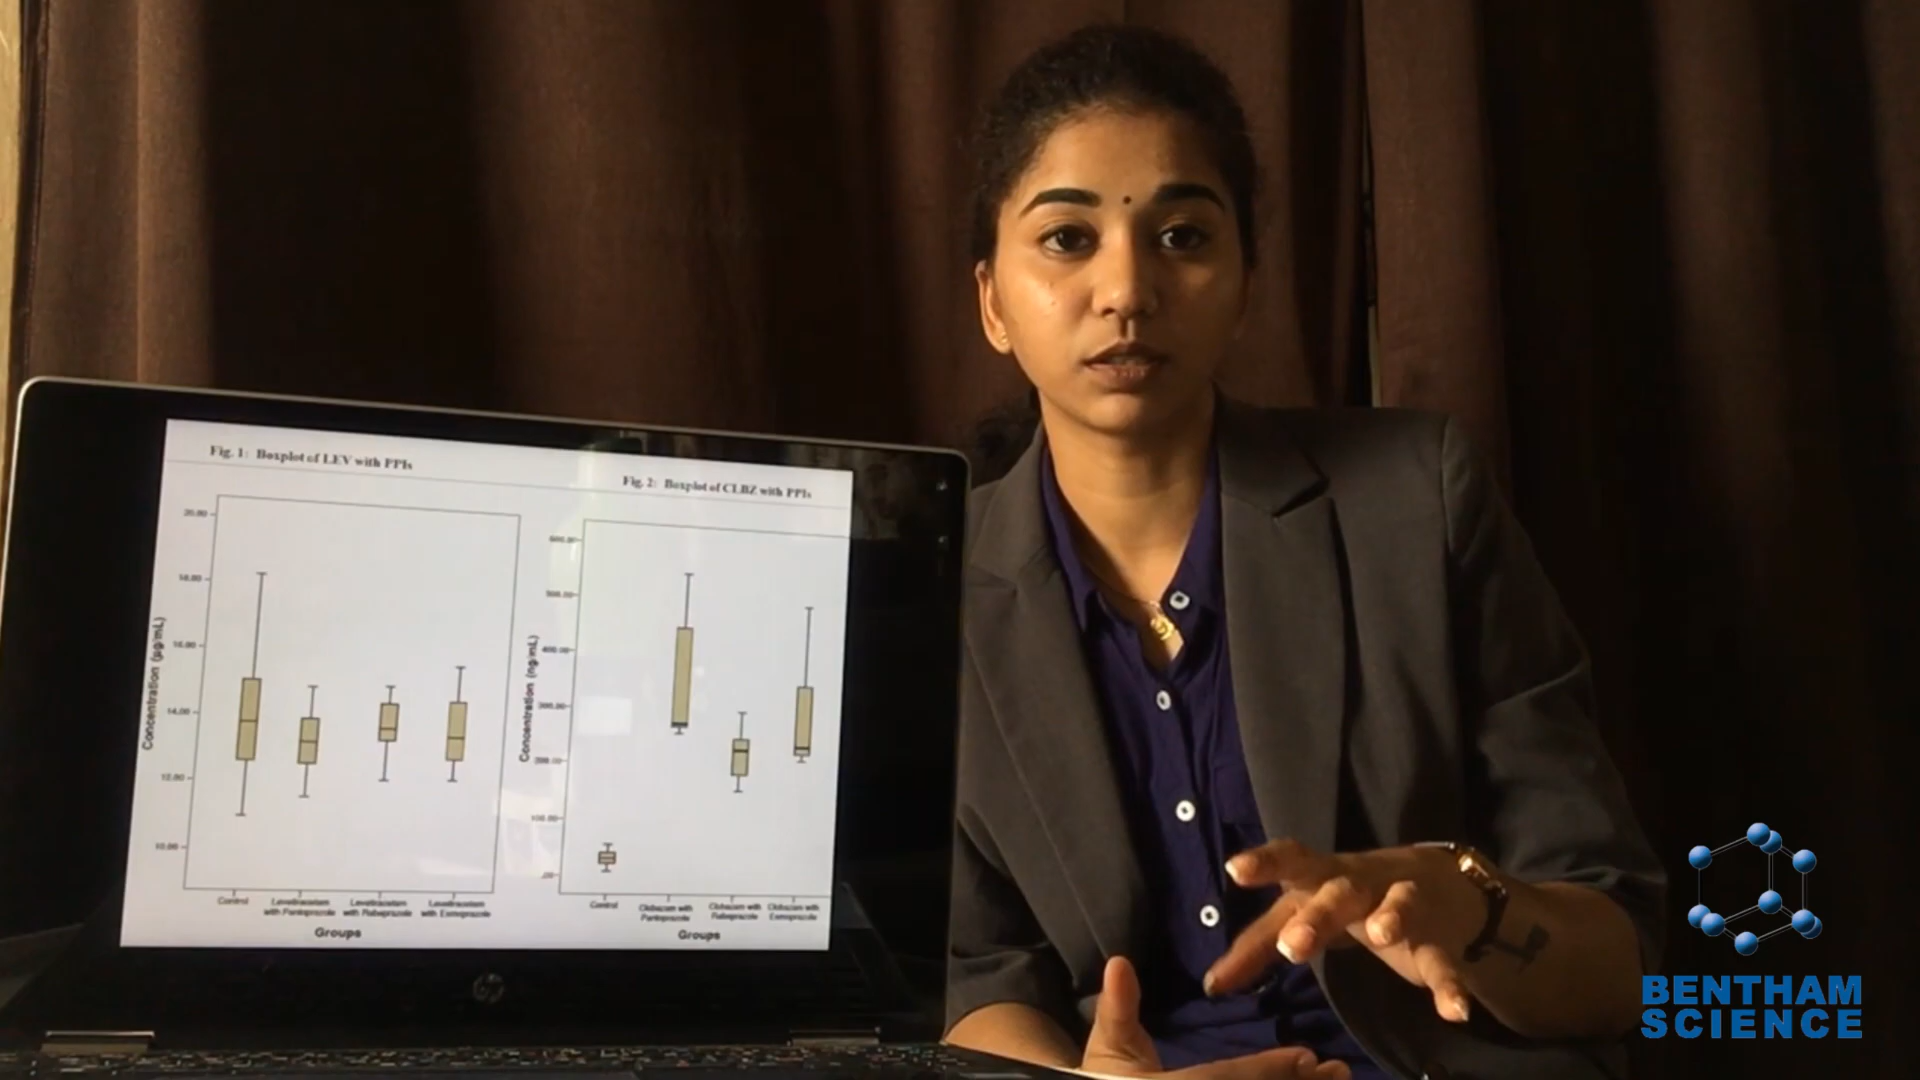 Fig. 1: Boxplot of LEV with PPIs
Concentration (µg/mL)
20.00
18.00
16.00
14.00
12.00
10.00
Control
Levetiracetam with Pantoprazole
Levetiracetam with Rabeprazole
Levetiracetam with Esmoprazole
Groups
Fig. 2: Boxplot of CLBZ with PPIs
Concentration (ng/mL)
600.00
500.00
400.00
300.00
200.00
100.00
.00
Control
Clobazam with Pantoprazole
Clobazam with Rabeprazole
Clobazam with Esmoprazole
Groups
hp
BENTHAM
SCIENCE